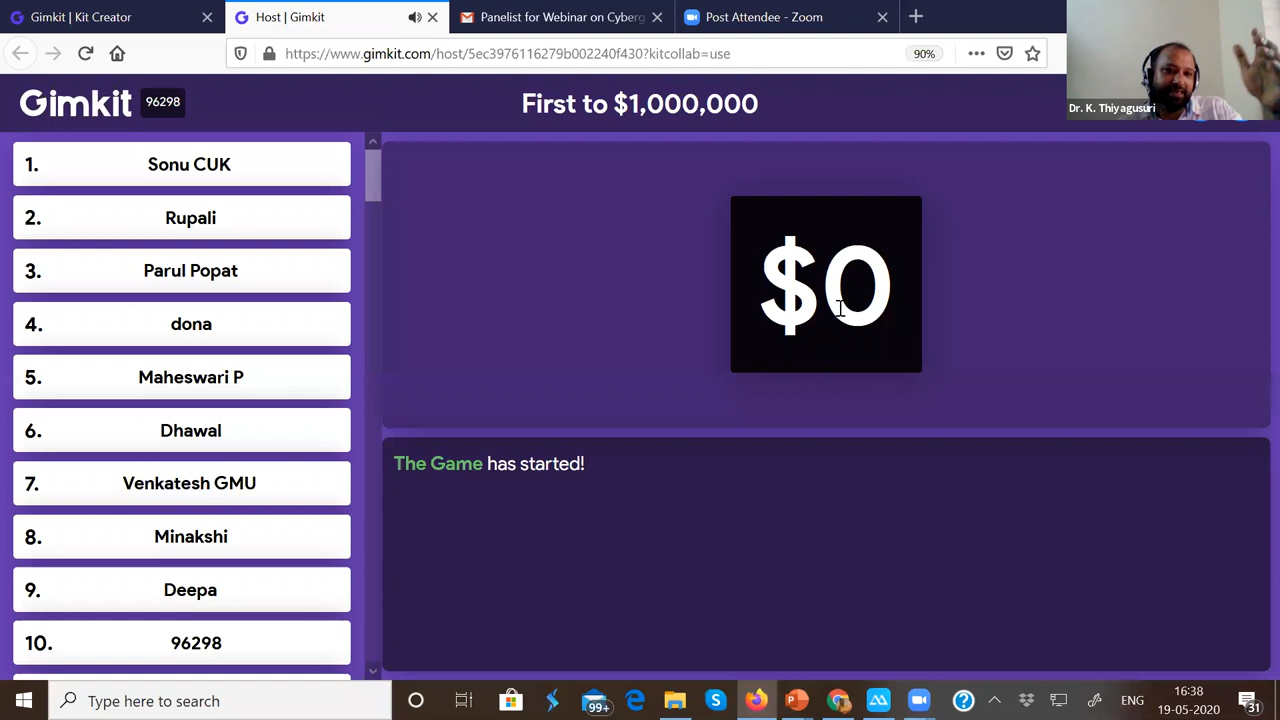 Gimkit | Kit Creator
Host | Gimkit
Panelist for Webinar on Cyberg
Post Attendee - Zoom
https://www.gimkit.com/host/5ec3976116279b002240f430?kitcollab=use
90%
Dr. K. Thiyagusuri
Gimkit 96298
First to $1,000,000
1. Sonu CUK
2. Rupali
3. Parul Popat
4. dona
5. Maheswari P
6. Dhawal
7. Venkatesh GMU
8. Minakshi
9. Deepa
10. 96298
$0
The Game has started!
Type here to search
99+
ENG
16:38
19-05-2020
31